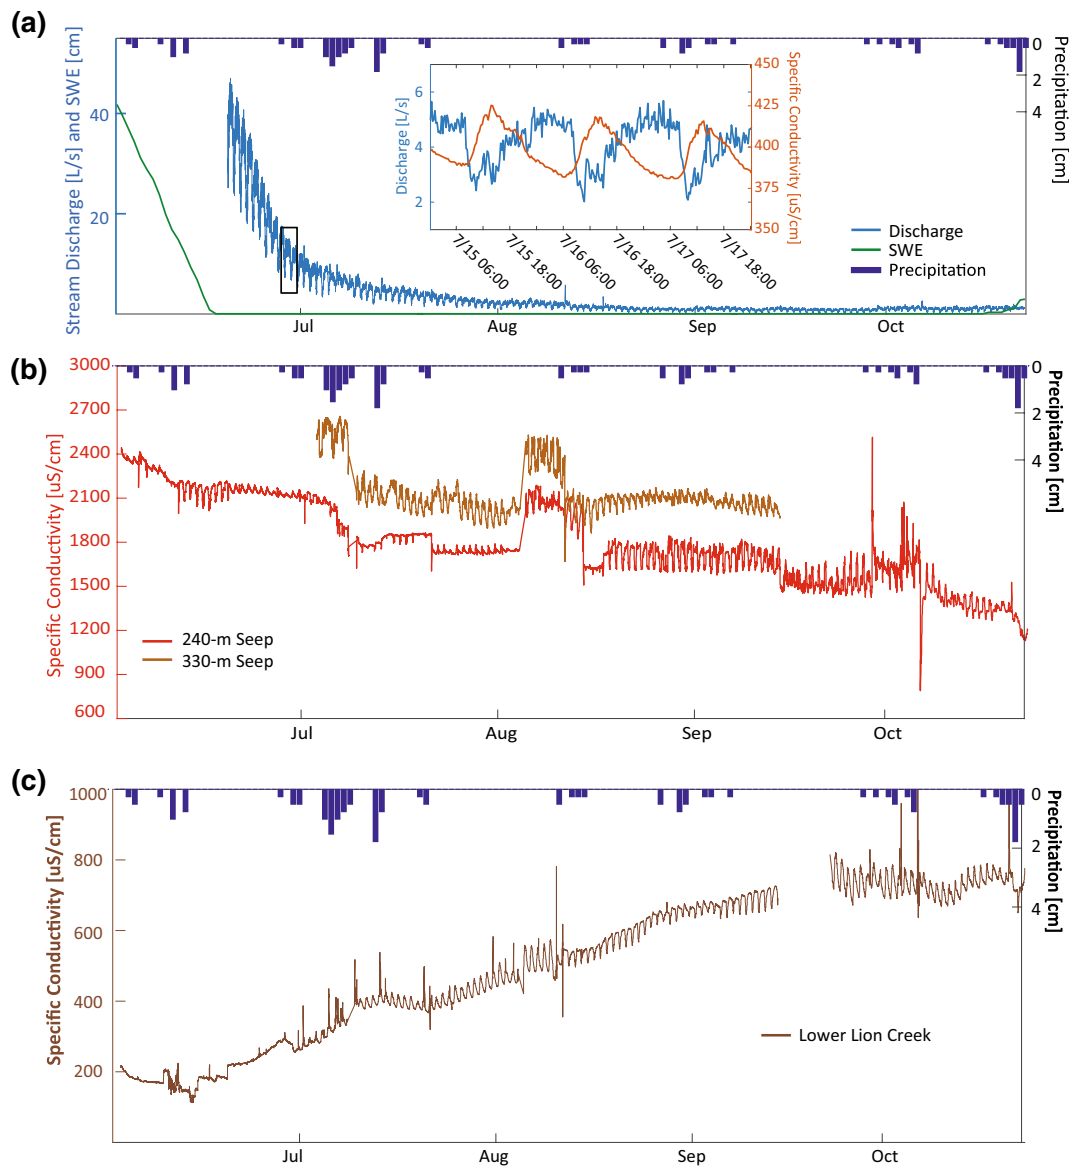 (a)
Stream Discharge [L/s] and SWE [cm]
40
20
0
2
4
Precipitation [cm]
Discharge [L/s]
6
4
2
450
425
400
375
350
Specific Conductivity [uS/cm]
7/15 06:00
7/15 18:00
7/16 06:00
7/16 18:00
7/17 06:00
7/17 18:00
Discharge
SWE
Precipitation
Jul
Aug
Sep
Oct
(b)
Specific Conductivity [uS/cm]
3000
2700
2400
2100
1800
1500
1200
900
600
0
2
4
Precipitation [cm]
240-m Seep
330-m Seep
Jul
Aug
Sep
Oct
(c)
Specific Conductivity [uS/cm]
1000
800
600
400
200
0
2
4
Precipitation [cm]
Lower Lion Creek
Jul
Aug
Sep
Oct